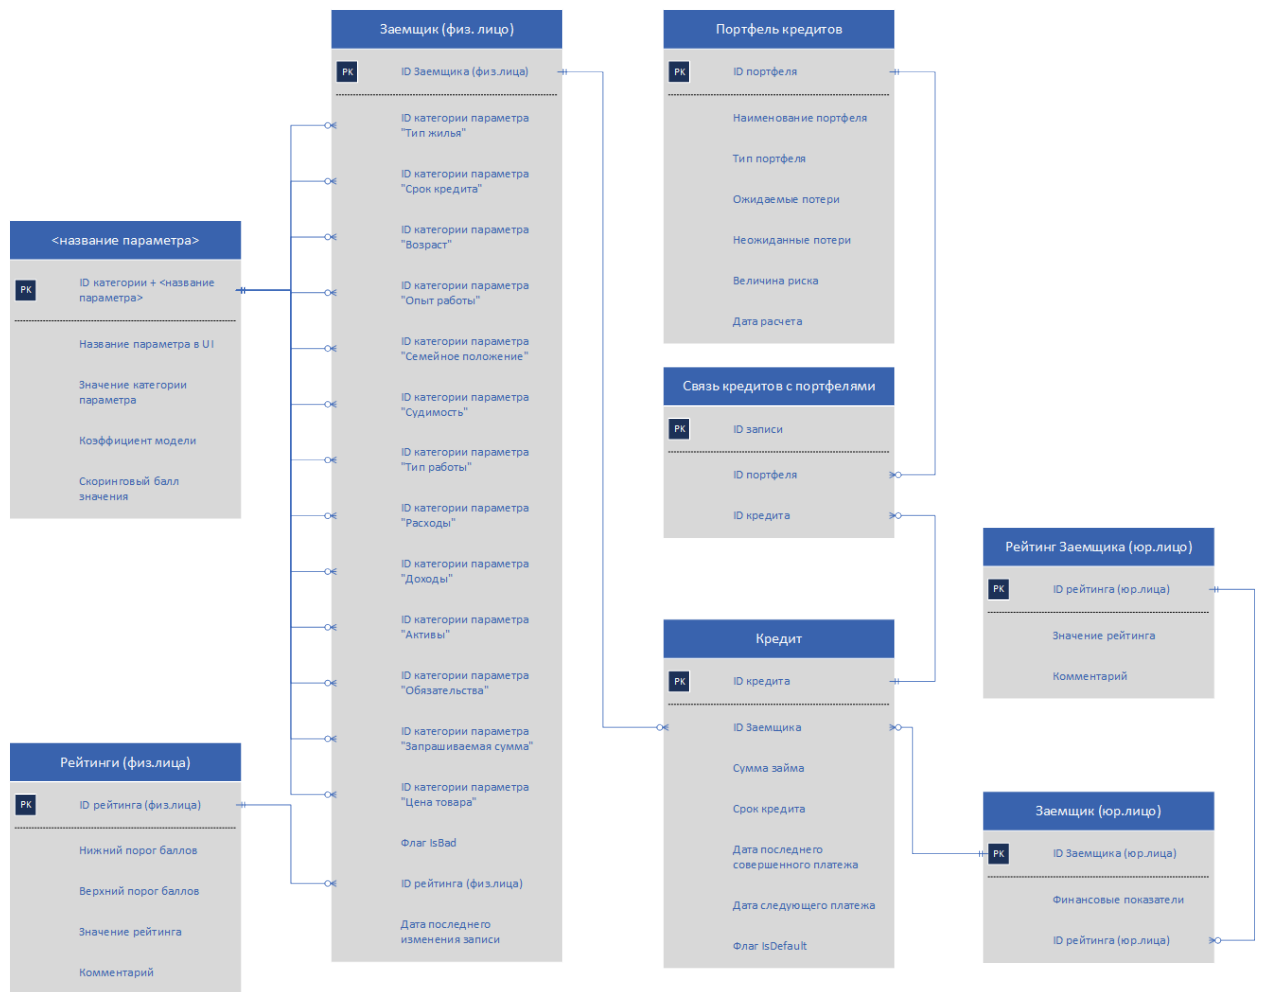 Заемщик (физ. лицо)
PK
ID Заемщика (физ.лица)
ID категории параметра
"Тип жилья"
ID категории параметра
"Срок кредита"
ID категории параметра
"Возраст"
ID категории параметра
"Опыт работы"
ID категории параметра
"Семейное положение"
ID категории параметра
"Судимость"
ID категории параметра
"Тип работы"
ID категории параметра
"Расходы"
ID категории параметра
"Доходы"
ID категории параметра
"Активы"
ID категории параметра
"Обязательства"
ID категории параметра
"Запрашиваемая сумма"
ID категории параметра
"Цена товара"
Флаг IsBad
ID рейтинга (физ.лица)
Дата последнего
изменения записи
<название параметра>
PK
ID категории + <название
параметра>
Название параметра в UI
Значение категории
параметра
Коэффициент модели
Скоринговый балл
значения
Рейтинги (физ.лица)
PK
ID рейтинга (физ.лица)
Нижний порог баллов
Верхний порог баллов
Значение рейтинга
Комментарий
Портфель кредитов
PK
ID портфеля
Наименование портфеля
Тип портфеля
Ожидаемые потери
Неожиданные потери
Величина риска
Дата расчета
Связь кредитов с портфелями
PK
ID записи
ID портфеля
ID кредита
Кредит
PK
ID кредита
ID Заемщика
Сумма займа
Срок кредита
Дата последнего
совершенного платежа
Дата следующего платежа
Флаг IsDefault
Рейтинг Заемщика (юр.лицо)
PK
ID рейтинга (юр.лица)
Значение рейтинга
Комментарий
Заемщик (юр.лицо)
PK
ID Заемщика (юр.лица)
Финансовые показатели
ID рейтинга (юр.лица)